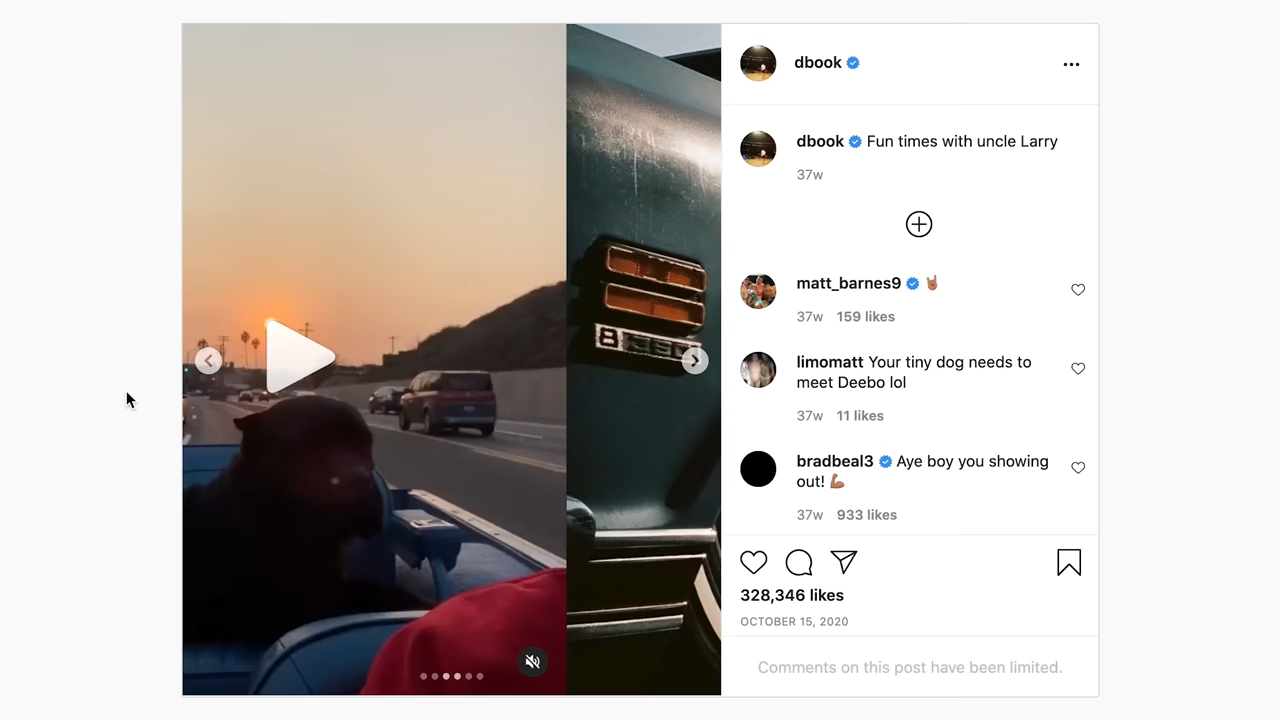 dbook
dbook Fun times with uncle Larry
37w
matt_barnes9 🤘🏽
37w 159 likes
limomatt Your tiny dog needs to
meet Deebo lol
37w 11 likes
bradbeal3 Aye boy you showing
out! 💪🏽
37w 933 likes
328,346 likes
OCTOBER 15, 2020
Comments on this post have been limited.